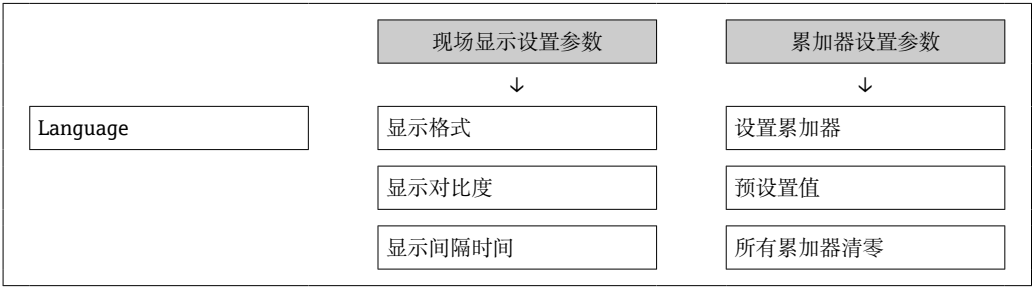 现场显示设置参数
累加器设置参数
↓
↓
Language
显示格式
设置累加器
显示对比度
预设置值
显示间隔时间
所有累加器清零